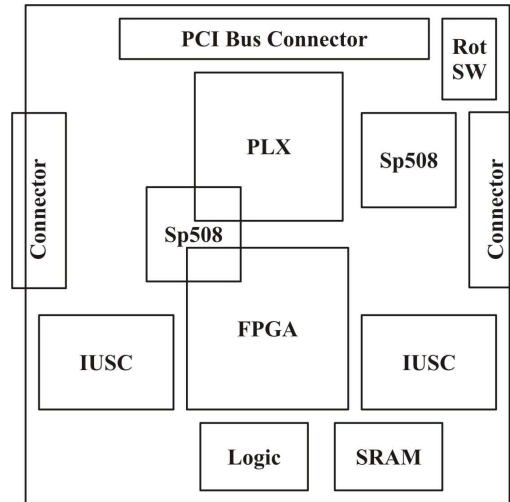 PCI Bus Connector
Rot
SW
PLX
Sp508
Connector
Connector
Sp508
FPGA
IUSC
IUSC
Logic
SRAM